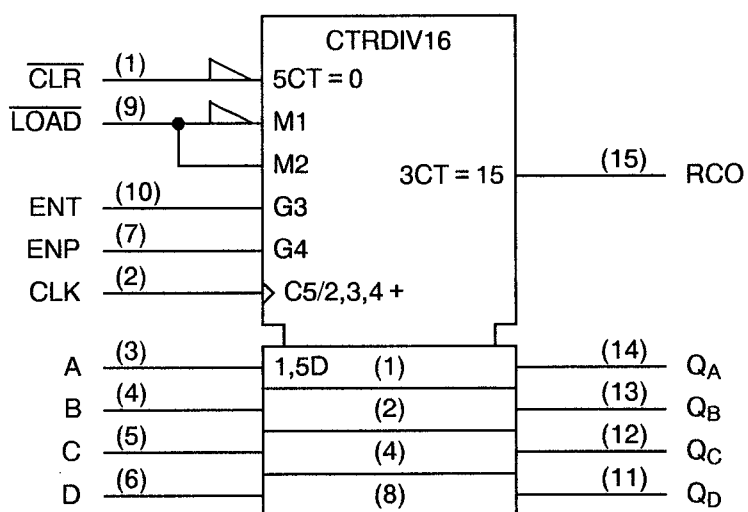 CTRDIV16
CLR (1) 5CT = 0
LOAD (9) M1
M2
3CT = 15 (15) RCO
ENT (10) G3
ENP (7) G4
CLK (2) C5/2,3,4 +
A (3) 1,5D (1) (14) QA
B (4) (2) (13) QB
C (5) (4) (12) QC
D (6) (8) (11) QD